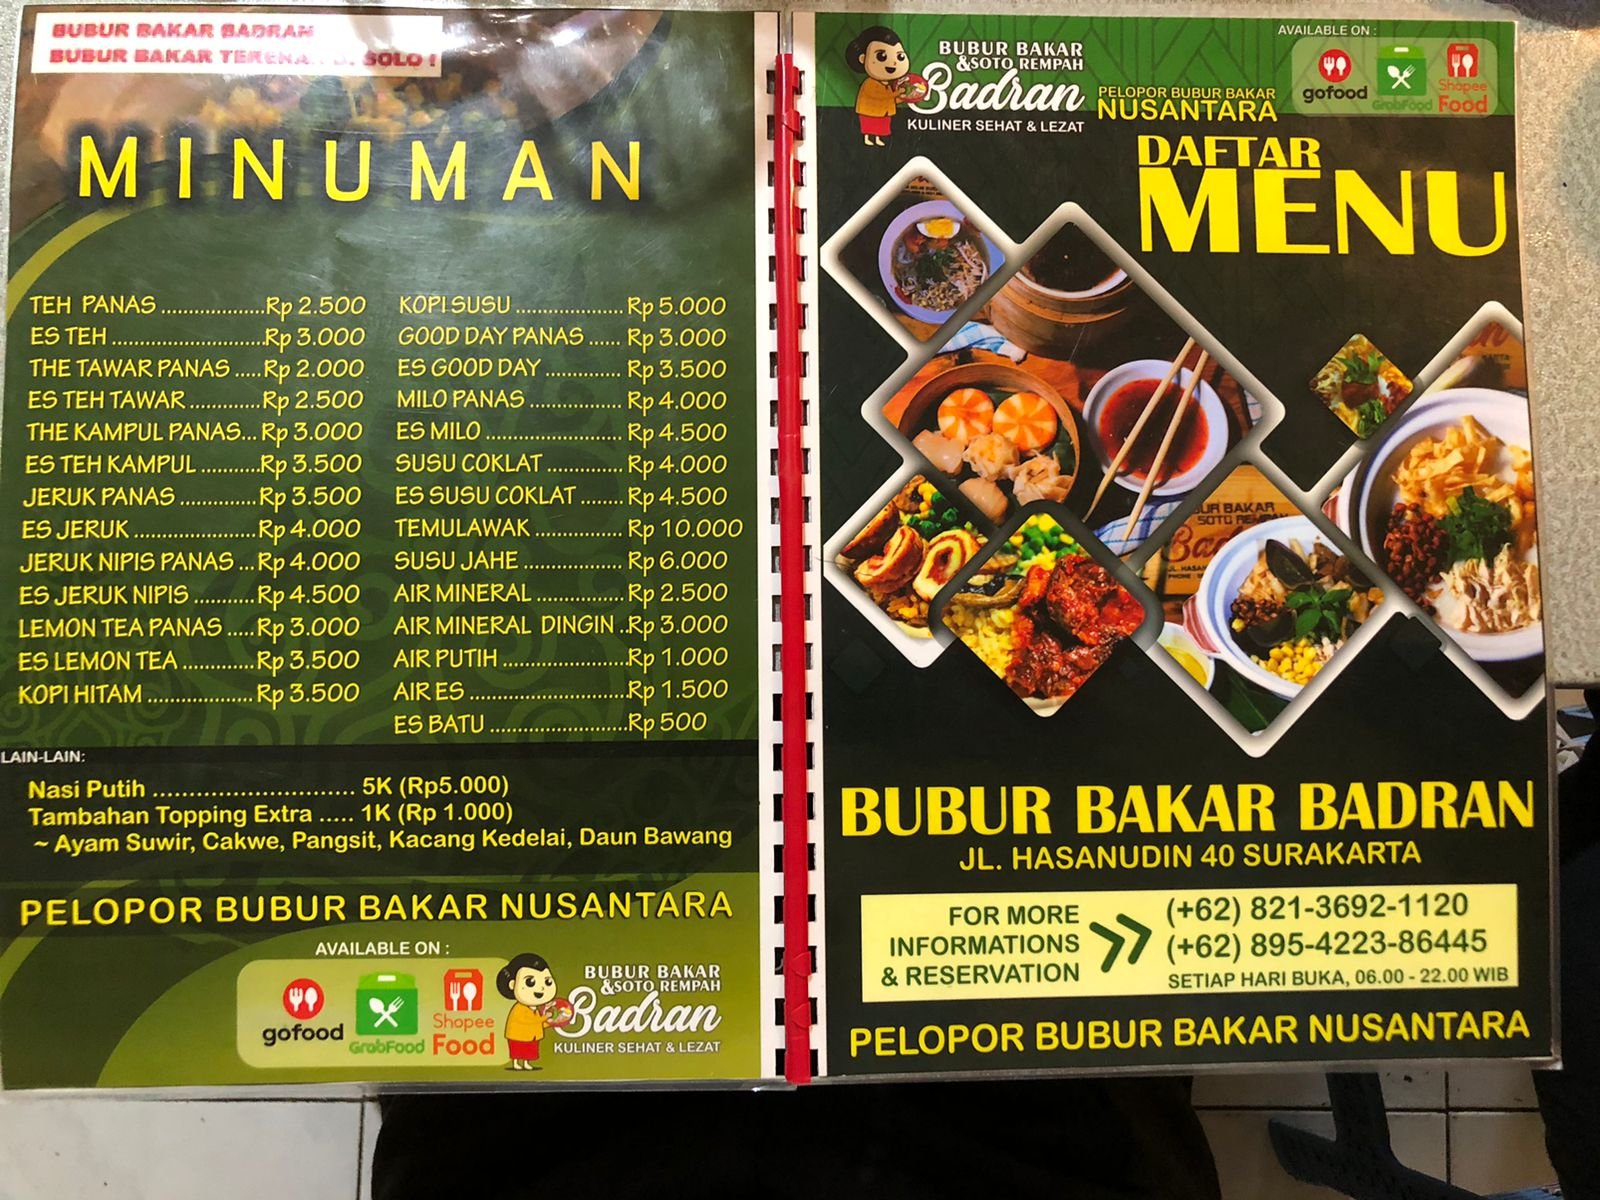 BUBUR BAKAR BADRAN
BUBUR BAKAR SOLO !
MINUMAN
TEH PANAS ....................Rp 2.500
ES TEH .............................Rp 3.000
THE TAWAR PANAS .....Rp 2.000
ES TEH TAWAR .............Rp 2.500
THE KAMPUL PANAS...Rp 3.000
ES TEH KAMPUL ...........Rp 3.500
JERUK PANAS ...............Rp 3.500
ES JERUK .......................Rp 4.000
JERUK NIPIS PANAS ...Rp 4.000
ES JERUK NIPIS ...........Rp 4.500
LEMON TEA PANAS .....Rp 3.000
ES LEMON TEA .............Rp 3.500
KOPI HITAM ...................Rp 3.500
KOPI SUSU ....................Rp 5.000
GOOD DAY PANAS ......Rp 3.000
ES GOOD DAY ..............Rp 3.500
MILO PANAS .................Rp 4.000
ES MILO ..........................Rp 4.500
SUSU COKLAT ..............Rp 4.000
ES SUSU COKLAT ........Rp 4.500
TEMULAWAK ................Rp 10.000
SUSU JAHE ...................Rp 6.000
AIR MINERAL ................Rp 2.500
AIR MINERAL DINGIN ..Rp 3.000
AIR PUTIH .......................Rp 1.000
AIR ES .............................Rp 1.500
ES BATU .........................Rp 500
LAIN-LAIN:
Nasi Putih ............................ 5K (Rp5.000)
Tambahan Topping Extra ..... 1K (Rp 1.000)
~ Ayam Suwir, Cakwe, Pangsit, Kacang Kedelai, Daun Bawang
PELOPOR BUBUR BAKAR NUSANTARA
AVAILABLE ON :
gofood
GrabFood
Shopee
Food
BUBUR BAKAR
&SOTO REMPAH
Badran
KULINER SEHAT & LEZAT
BUBUR BAKAR
&SOTO REMPAH
Badran
KULINER SEHAT & LEZAT
PELOPOR BUBUR BAKAR
NUSANTARA
AVAILABLE ON :
gofood
GrabFood
Shopee
Food
DAFTAR
MENU
BUR BAKAR
SOTO REMPAH
BUBUR BAKAR BADRAN
JL. HASANUDIN 40 SURAKARTA
FOR MORE
INFORMATIONS
& RESERVATION
(+62) 821-3692-1120
(+62) 895-4223-86445
SETIAP HARI BUKA, 06.00 - 22.00 WIB
PELOPOR BUBUR BAKAR NUSANTARA